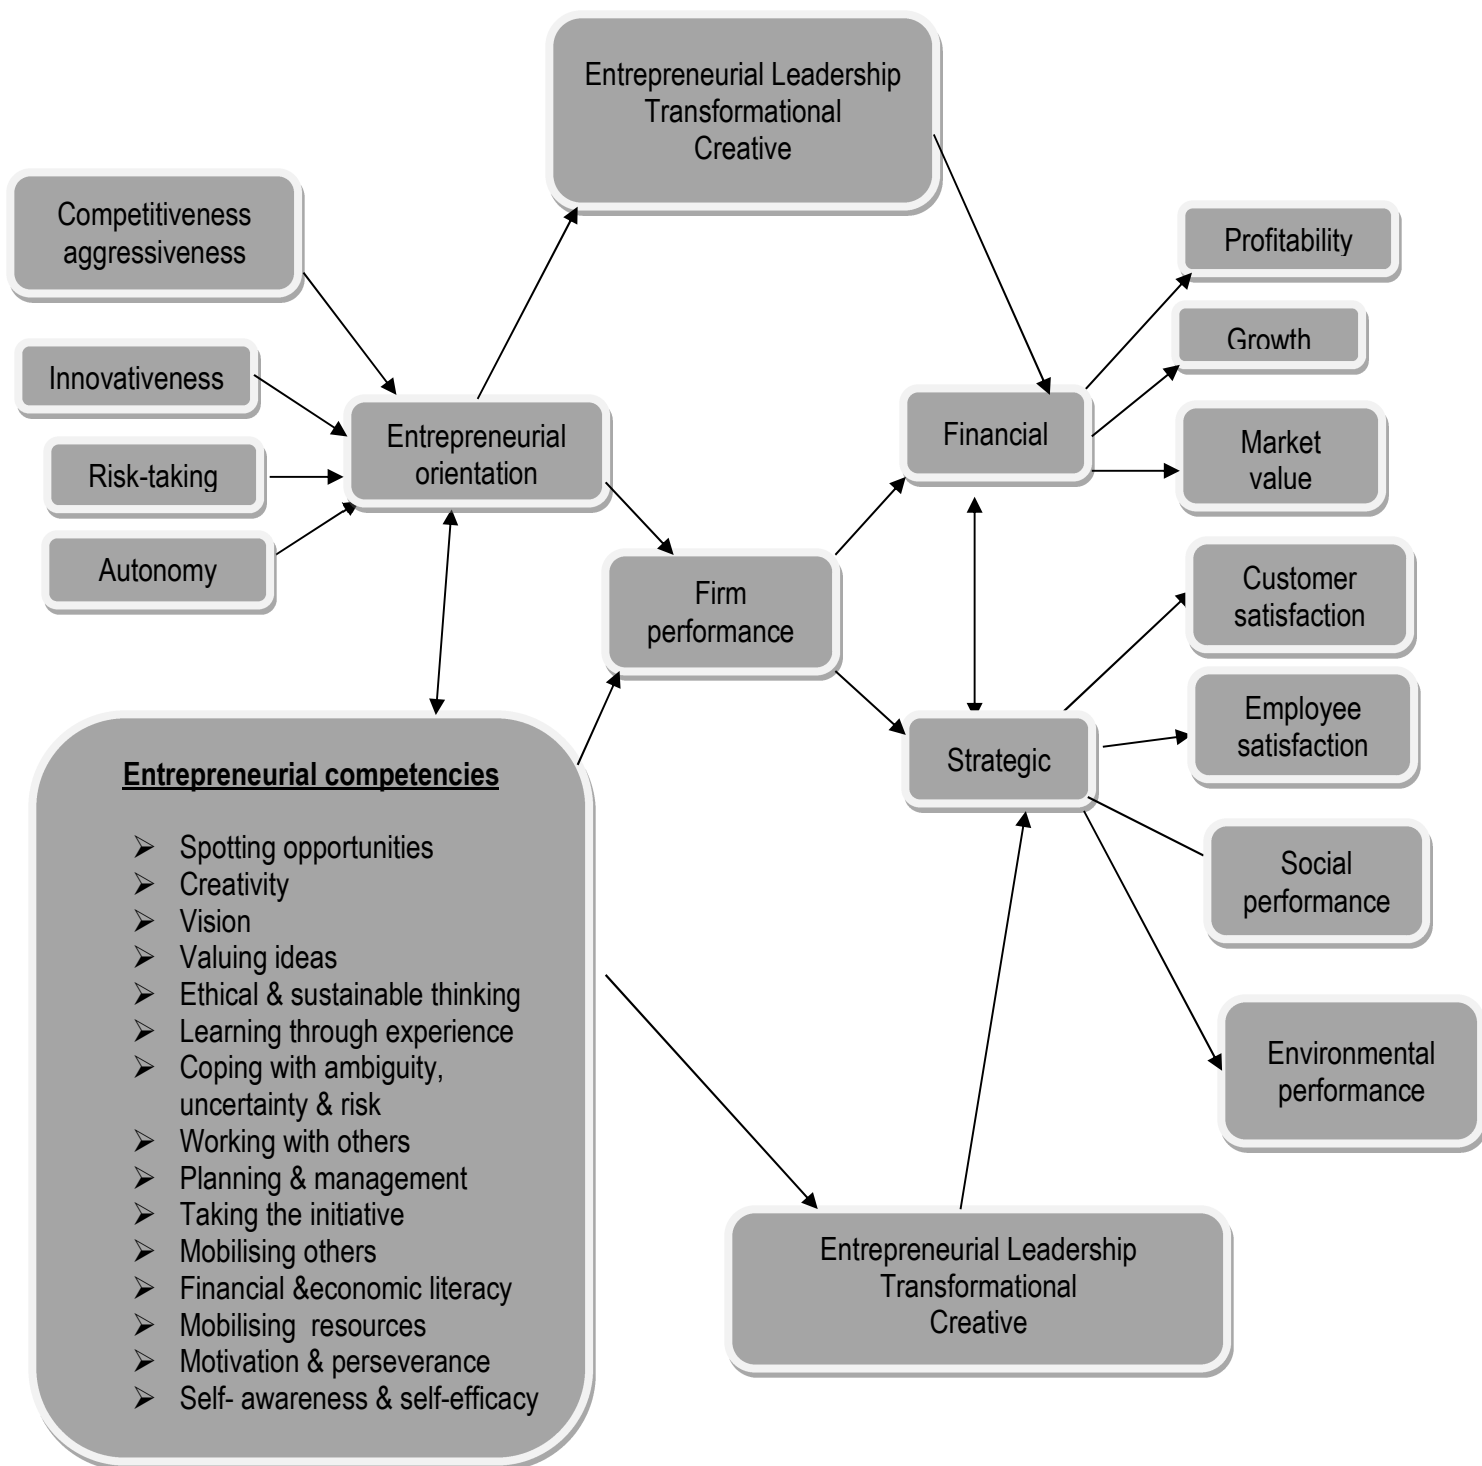 Entrepreneurial Leadership
Transformational
Creative
Competitiveness
aggressiveness
Innovativeness
Risk-taking
Autonomy
Entrepreneurial
orientation
Firm
performance
Financial
Strategic
Profitability
Growth
Market
value
Customer
satisfaction
Employee
satisfaction
Social
performance
Environmental
performance
Entrepreneurial competencies
➢ Spotting opportunities
➢ Creativity
➢ Vision
➢ Valuing ideas
➢ Ethical & sustainable thinking
➢ Learning through experience
➢ Coping with ambiguity,
uncertainty & risk
➢ Working with others
➢ Planning & management
➢ Taking the initiative
➢ Mobilising others
➢ Financial &economic literacy
➢ Mobilising  resources
➢ Motivation & perseverance
➢ Self- awareness & self-efficacy
Entrepreneurial Leadership
Transformational
Creative